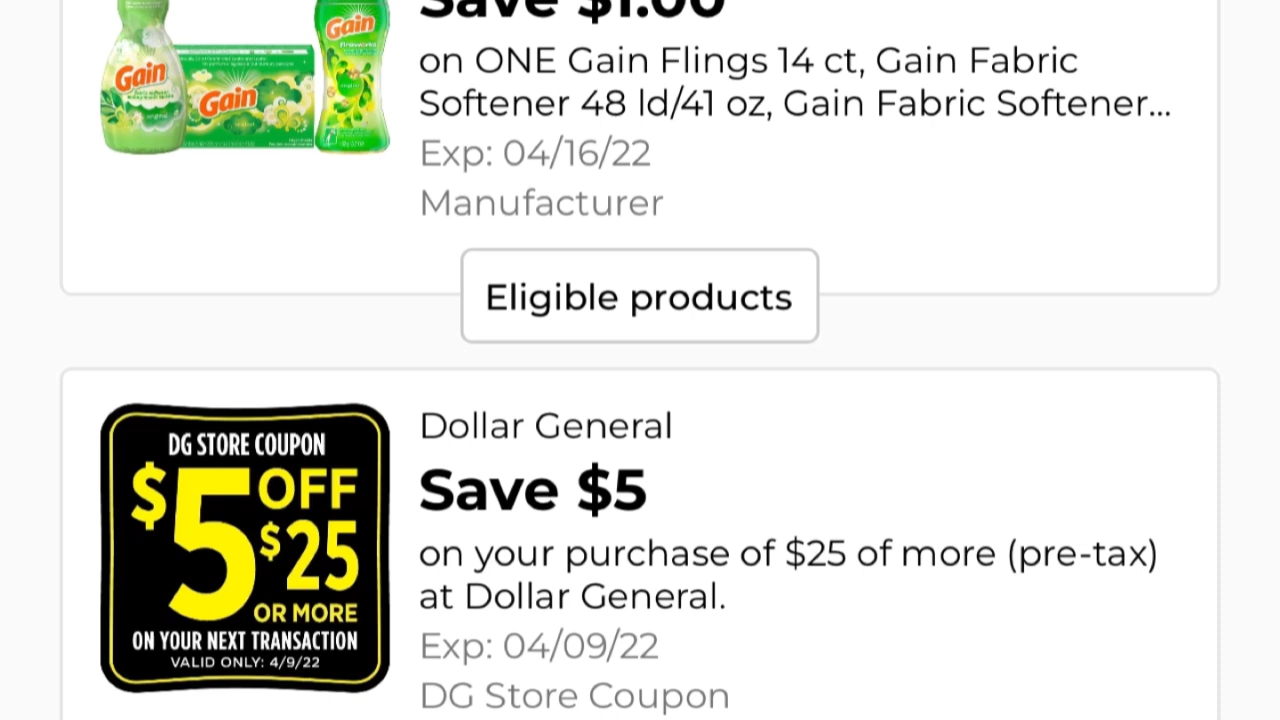 Save $1.00
Gain
Gain
Gain
on ONE Gain Flings 14 ct, Gain Fabric
Softener 48 ld/41 oz, Gain Fabric Softener...
Exp: 04/16/22
Manufacturer
Eligible products
DG STORE COUPON
$5 OFF
$25
OR MORE
ON YOUR NEXT TRANSACTION
VALID ONLY: 4/9/22
Dollar General
Save $5
on your purchase of $25 of more (pre-tax)
at Dollar General.
Exp: 04/09/22
DG Store Coupon